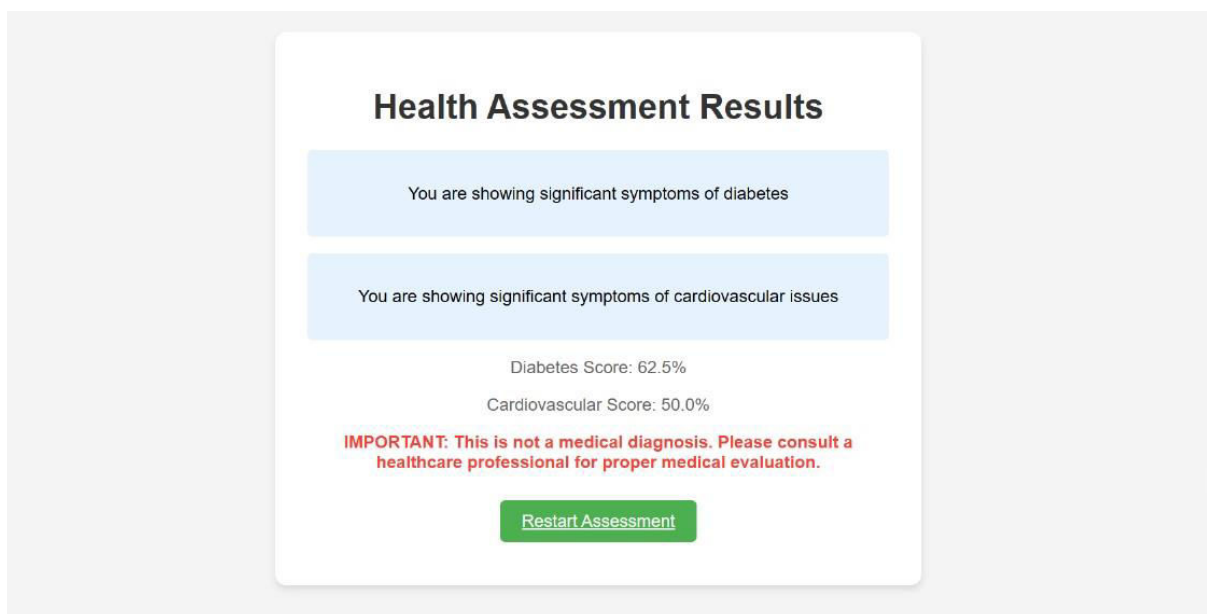 Health Assessment Results
You are showing significant symptoms of diabetes
You are showing significant symptoms of cardiovascular issues
Diabetes Score: 62.5%
Cardiovascular Score: 50.0%
IMPORTANT: This is not a medical diagnosis. Please consult a
healthcare professional for proper medical evaluation.
Restart Assessment